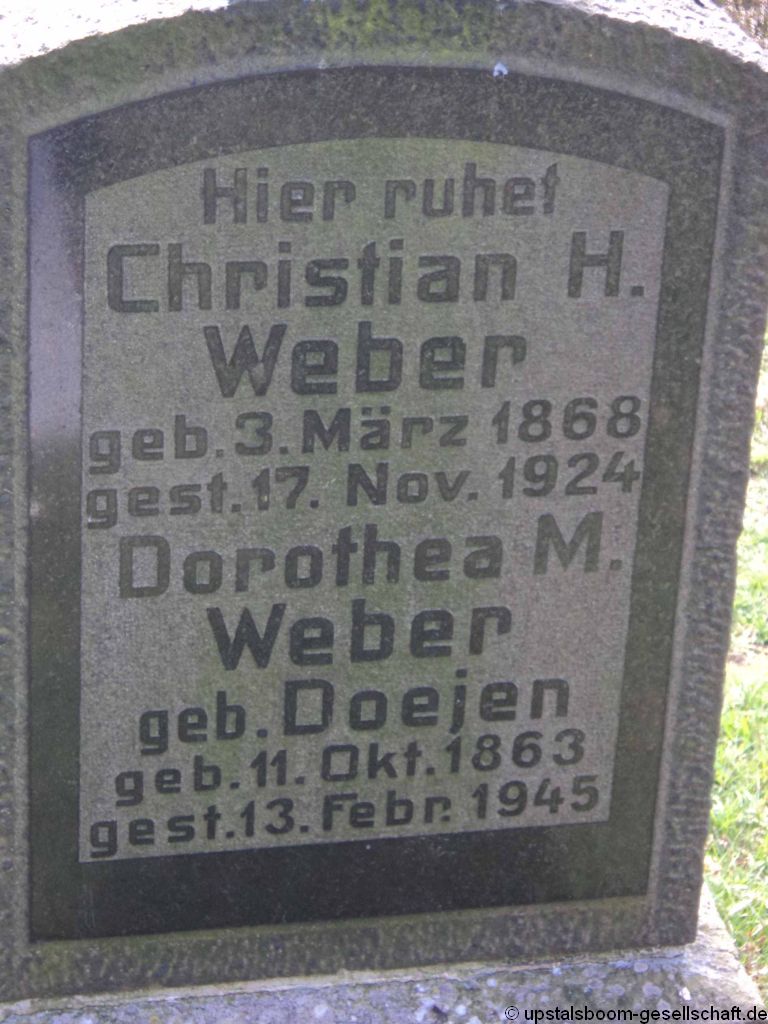 Hier ruhet
Christian H.
Weber
geb. 3. März 1868
gest. 17. Nov. 1924
Dorothea M.
Weber
geb. Doejen
geb. 11. Okt. 1863
gest. 13. Febr. 1945
© upstalsboom-gesellschaft.de